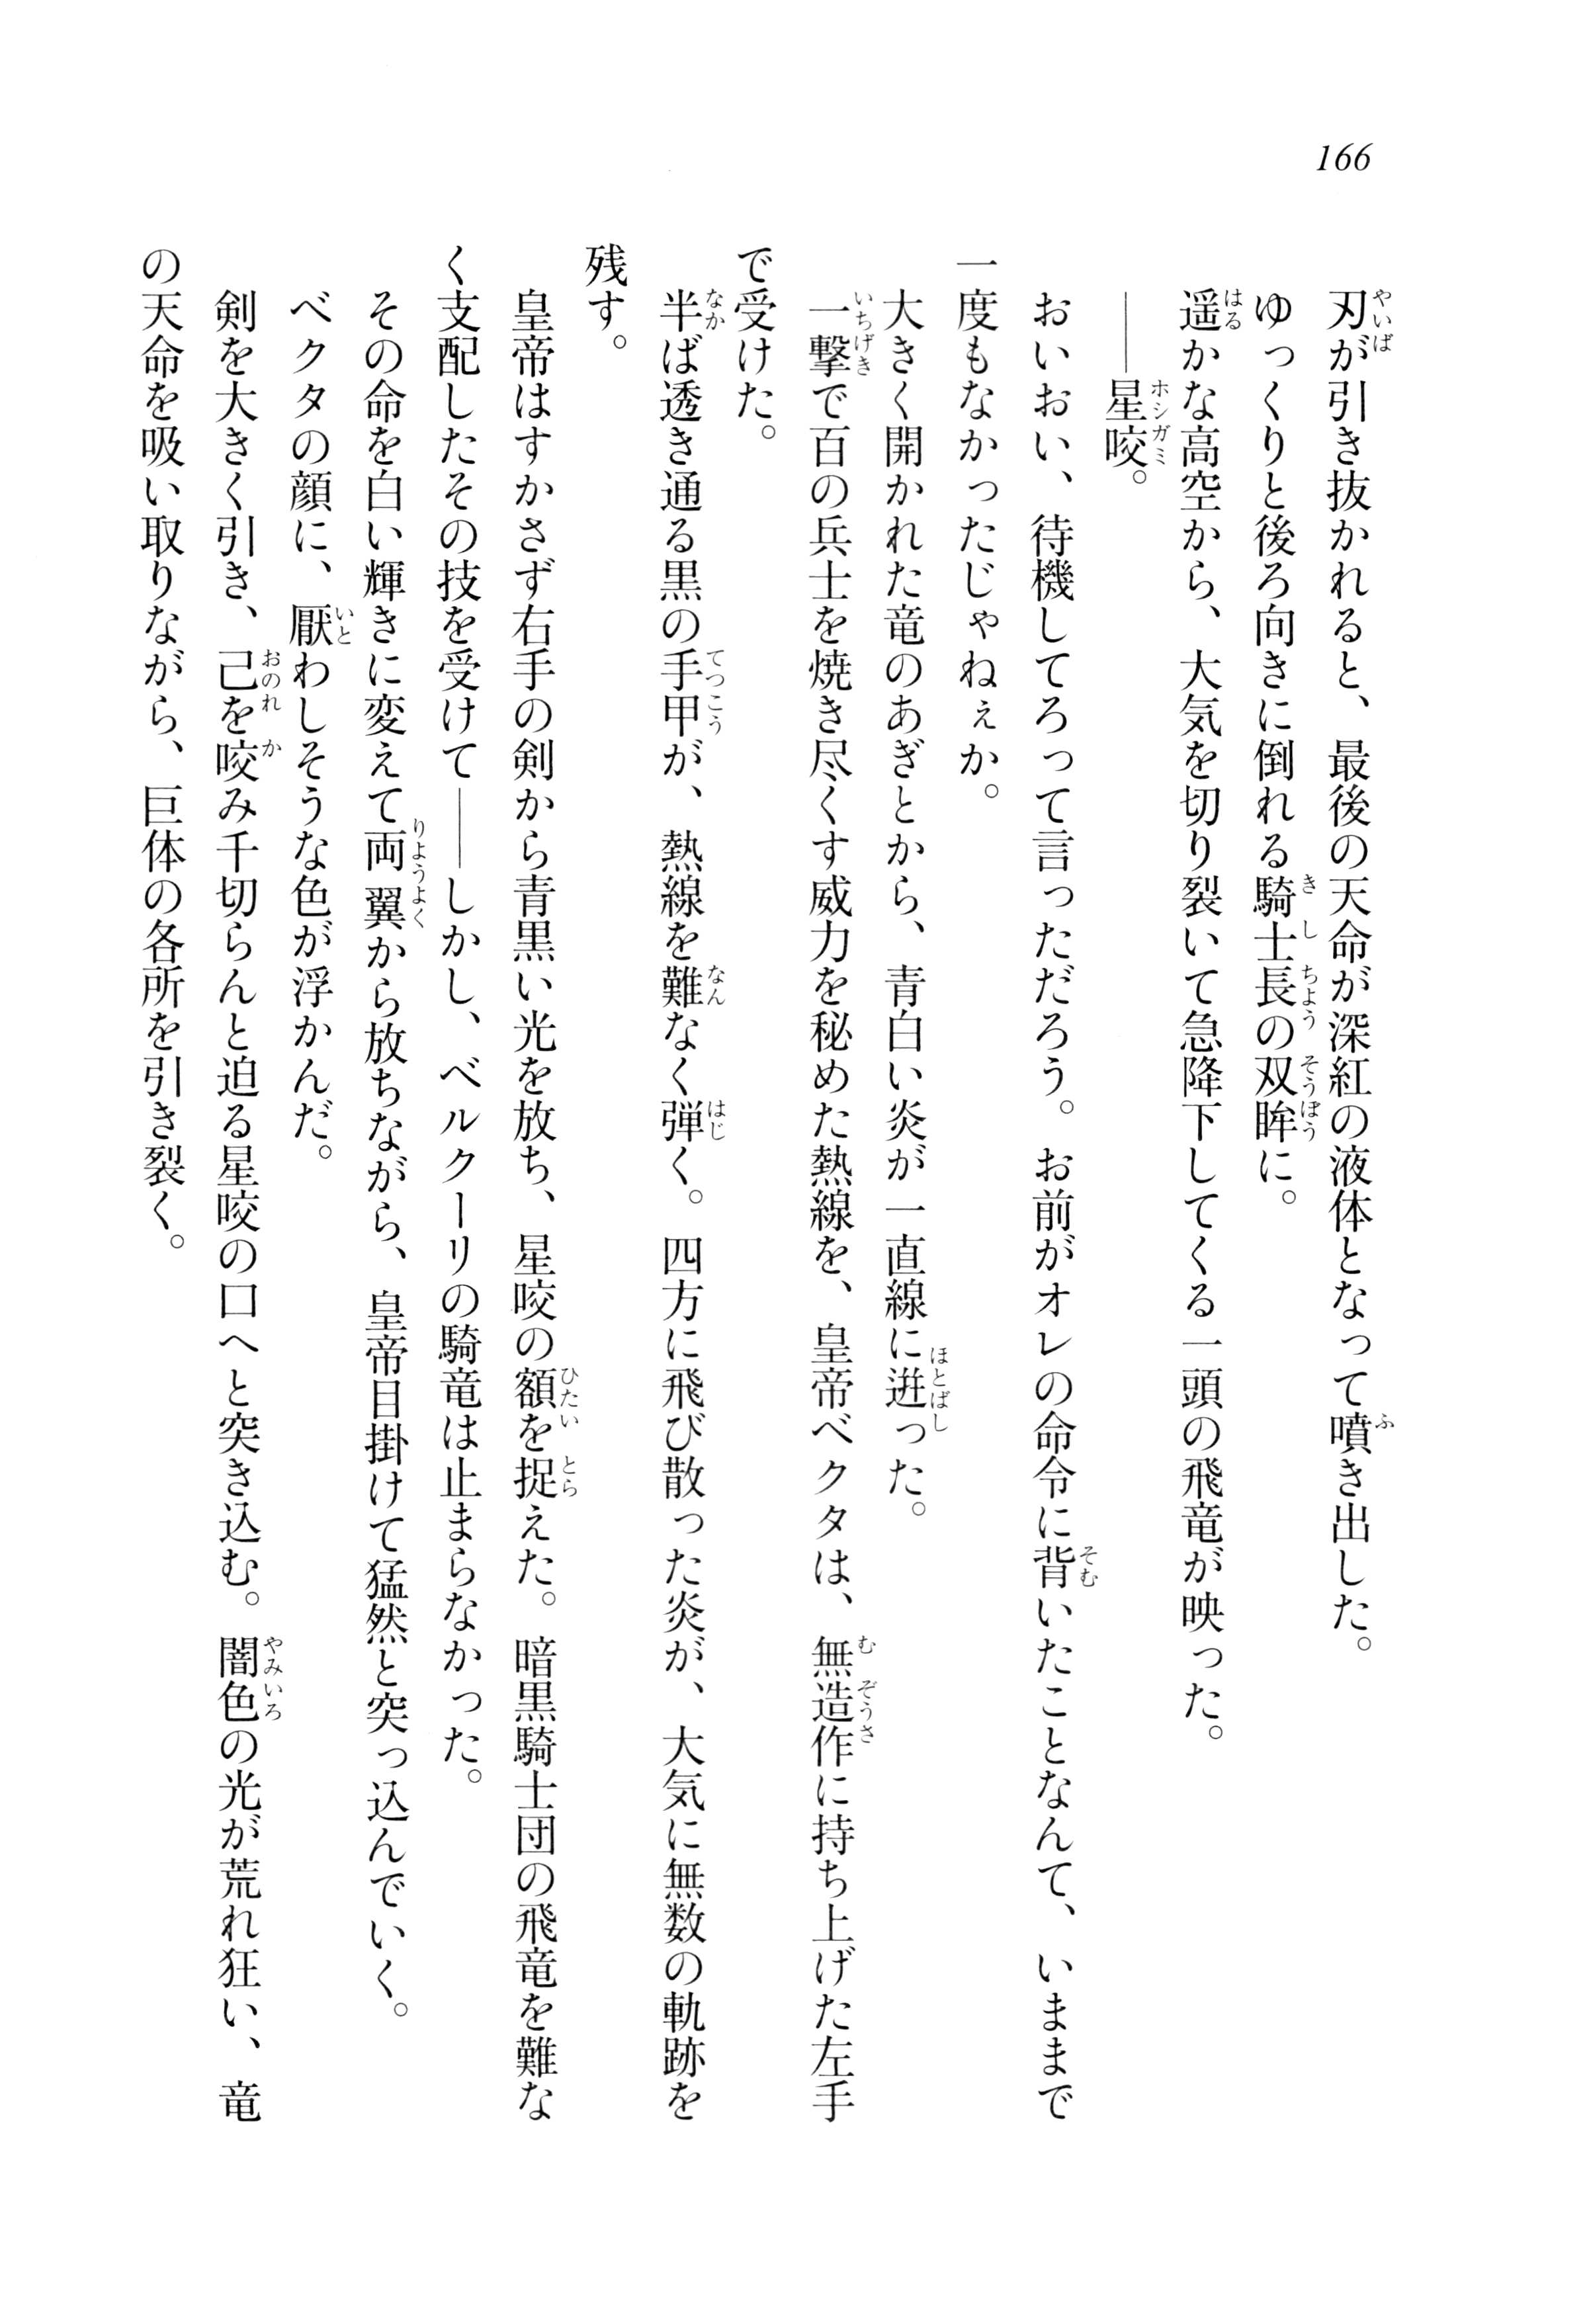 166
刃が引き抜かれると、最後の天命が深紅の液体となって噴き出した。
ゆっくりと後ろ向きに倒れる騎士長の双眸に。
遥かな高空から、大気を切り裂いて急降下してくる一頭の飛竜が映った。
――星咬。
おいおい、待機してろって言っただろう。お前がオレの命令に背いたことなんて、いままで
一度もなかったじゃねぇか。
大きく開かれた竜のあぎとから、青白い炎が一直線に迸った。
一撃で百の兵士を焼き尽くす威力を秘めた熱線を、皇帝ベクタは、無造作に持ち上げた左手
で受けた。
半ば透き通る黒の手甲が、熱線を難なく弾く。四方に飛び散った炎が、大気に無数の軌跡を
残す。
皇帝はすかさず右手の剣から青黒い光を放ち、星咬の額を捉えた。暗黒騎士団の飛竜を難な
く支配したその技を受けて――しかし、ベルクーリの騎竜は止まらなかった。
その命を白い輝きに変えて両翼から放ちながら、皇帝目掛けて猛然と突っ込んでいく。
ベクタの顔に、厭わしそうな色が浮かんだ。
剣を大きく引き、己を咬み千切らんと迫る星咬の口へと突き込む。闇色の光が荒れ狂い、竜
の天命を吸い取りながら、巨体の各所を引き裂く。